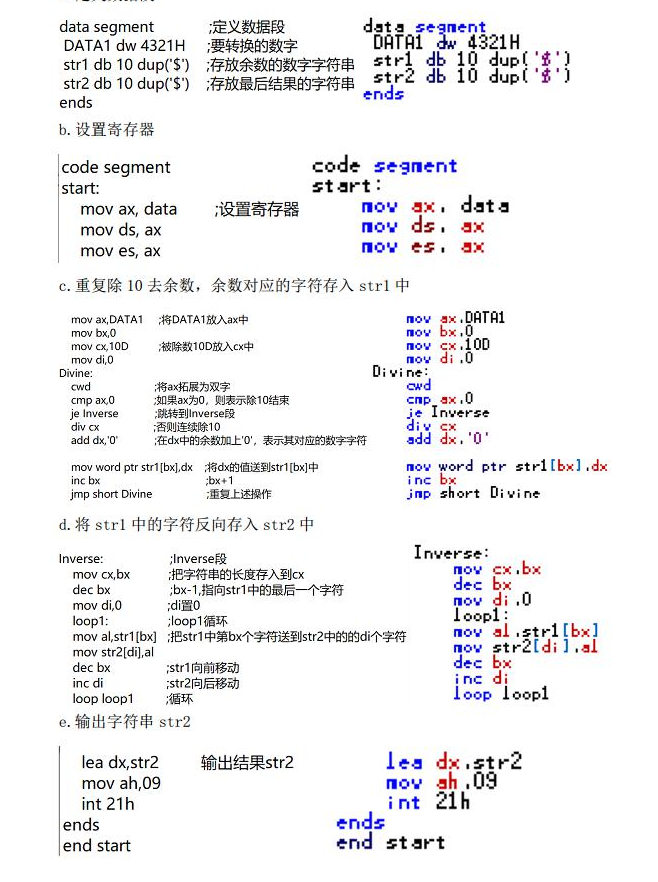 data segment ;定义数据段
DATA1 dw 4321H ;要转换的数字
str1 db 10 dup('$') ;存放余数的数字字符串
str2 db 10 dup('$') ;存放最后结果的字符串
ends
data segment
DATA1 dw 4321H
str1 db 10 dup('$')
str2 db 10 dup('$')
ends
b. 设置寄存器
code segment
start:
mov ax, data ;设置寄存器
mov ds, ax
mov es, ax
code segment
start:
mov ax, data
mov ds, ax
mov es, ax
c. 重复除 10 去余数，余数对应的字符存入 str1 中
mov ax,DATA1 ;将DATA1放入ax中
mov bx,0
mov cx,10D ;被除数10D放入cx中
mov di,0
Divine:
cwd ;将ax拓展为双字
cmp ax,0 ;如果ax为0，则表示除10结束
je Inverse ;跳转到Inverse段
div cx ;否则连续除10
add dx,'0' ;在dx中的余数加上'0'，表示其对应的数字字符
mov word ptr str1[bx],dx ;将dx的值送到str1[bx]中
inc bx ;bx+1
jmp short Divine ;重复上述操作
mov ax,DATA1
mov bx,0
mov cx,10D
mov di,0
Divine:
cwd
cmp ax,0
je Inverse
div cx
add dx,'0'
mov word ptr str1[bx],dx
inc bx
jmp short Divine
d. 将 str1 中的字符反向存入 str2 中
Inverse: ;Inverse段
mov cx,bx ;把字符串的长度存入到cx
dec bx ;bx-1,指向str1中的最后一个字符
mov di,0 ;di置0
loop1: ;loop1循环
mov al,str1[bx] ;把str1中第bx个字符送到str2中的的di个字符
mov str2[di],al
dec bx ;str1向前移动
inc di ;str2向后移动
loop loop1 ;循环
Inverse:
mov cx,bx
dec bx
mov di,0
loop1:
mov al,str1[bx]
mov str2[di],al
dec bx
inc di
loop loop1
e. 输出字符串 str2
lea dx,str2 输出结果str2
mov ah,09
int 21h
ends
end start
lea dx,str2
mov ah,09
int 21h
ends
end start